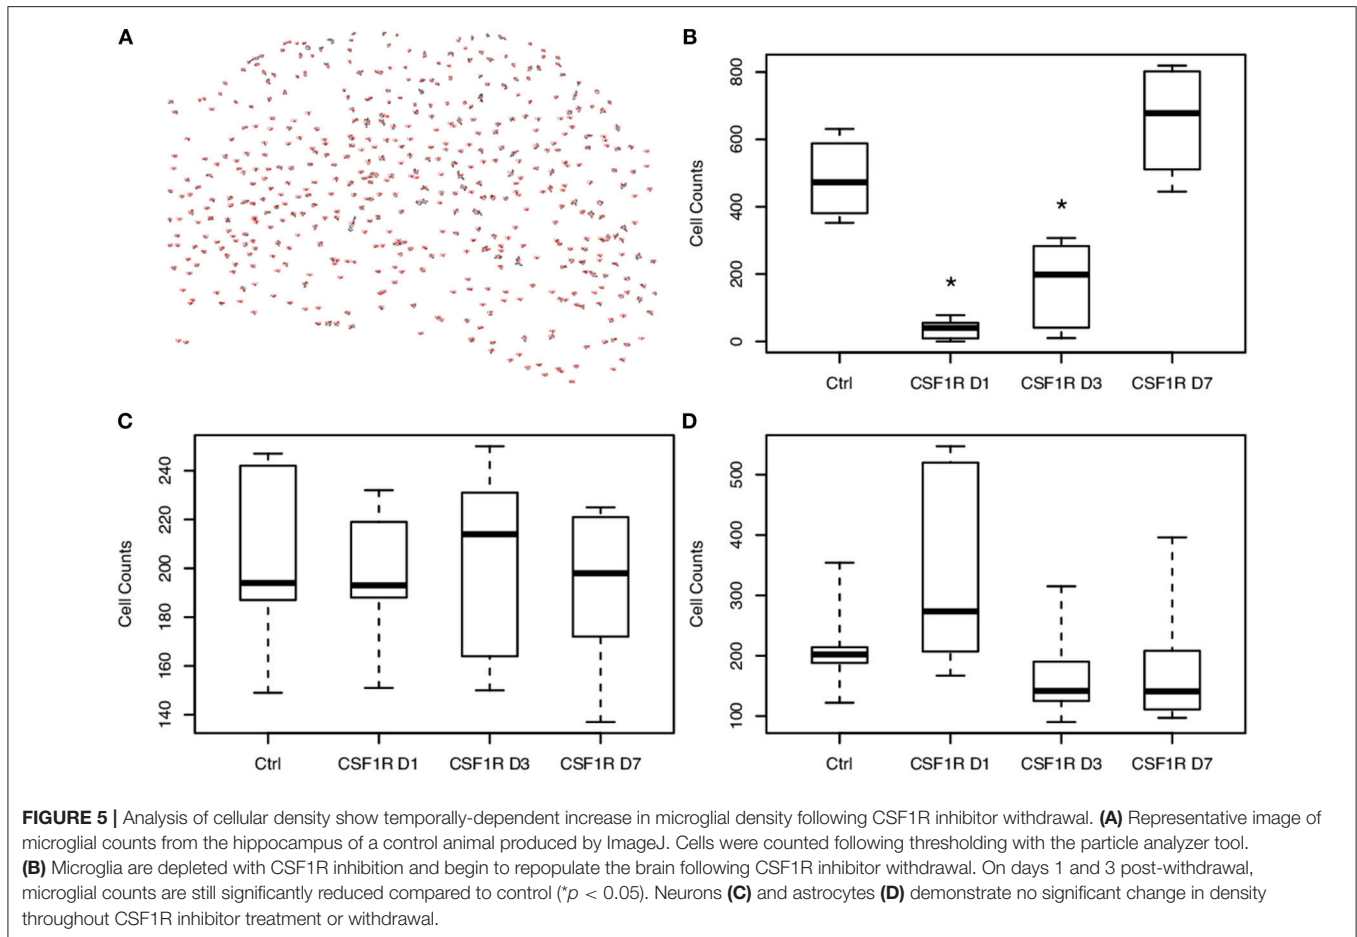 A
B
800
600
400
200
0
Cell Counts
*
*
Ctrl
CSF1R D1
CSF1R D3
CSF1R D7
C
240
220
200
180
160
140
Cell Counts
Ctrl
CSF1R D1
CSF1R D3
CSF1R D7
D
500
400
300
200
100
Cell Counts
Ctrl
CSF1R D1
CSF1R D3
CSF1R D7
FIGURE 5 | Analysis of cellular density show temporally-dependent increase in microglial density following CSF1R inhibitor withdrawal. (A) Representative image of
microglial counts from the hippocampus of a control animal produced by ImageJ. Cells were counted following thresholding with the particle analyzer tool.
(B) Microglia are depleted with CSF1R inhibition and begin to repopulate the brain following CSF1R inhibitor withdrawal. On days 1 and 3 post-withdrawal,
microglial counts are still significantly reduced compared to control (*p < 0.05). Neurons (C) and astrocytes (D) demonstrate no significant change in density
throughout CSF1R inhibitor treatment or withdrawal.